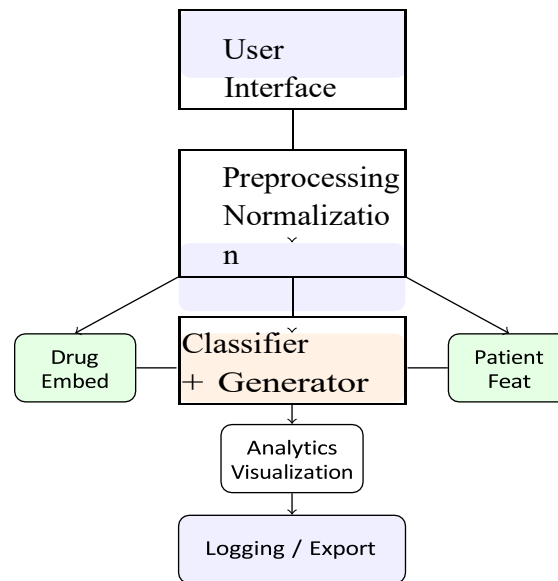 User
Interface
Preprocessing
Normalizatio
n
Drug
Embed
Classifier
+ Generator
Patient
Feat
Analytics
Visualization
Logging / Export